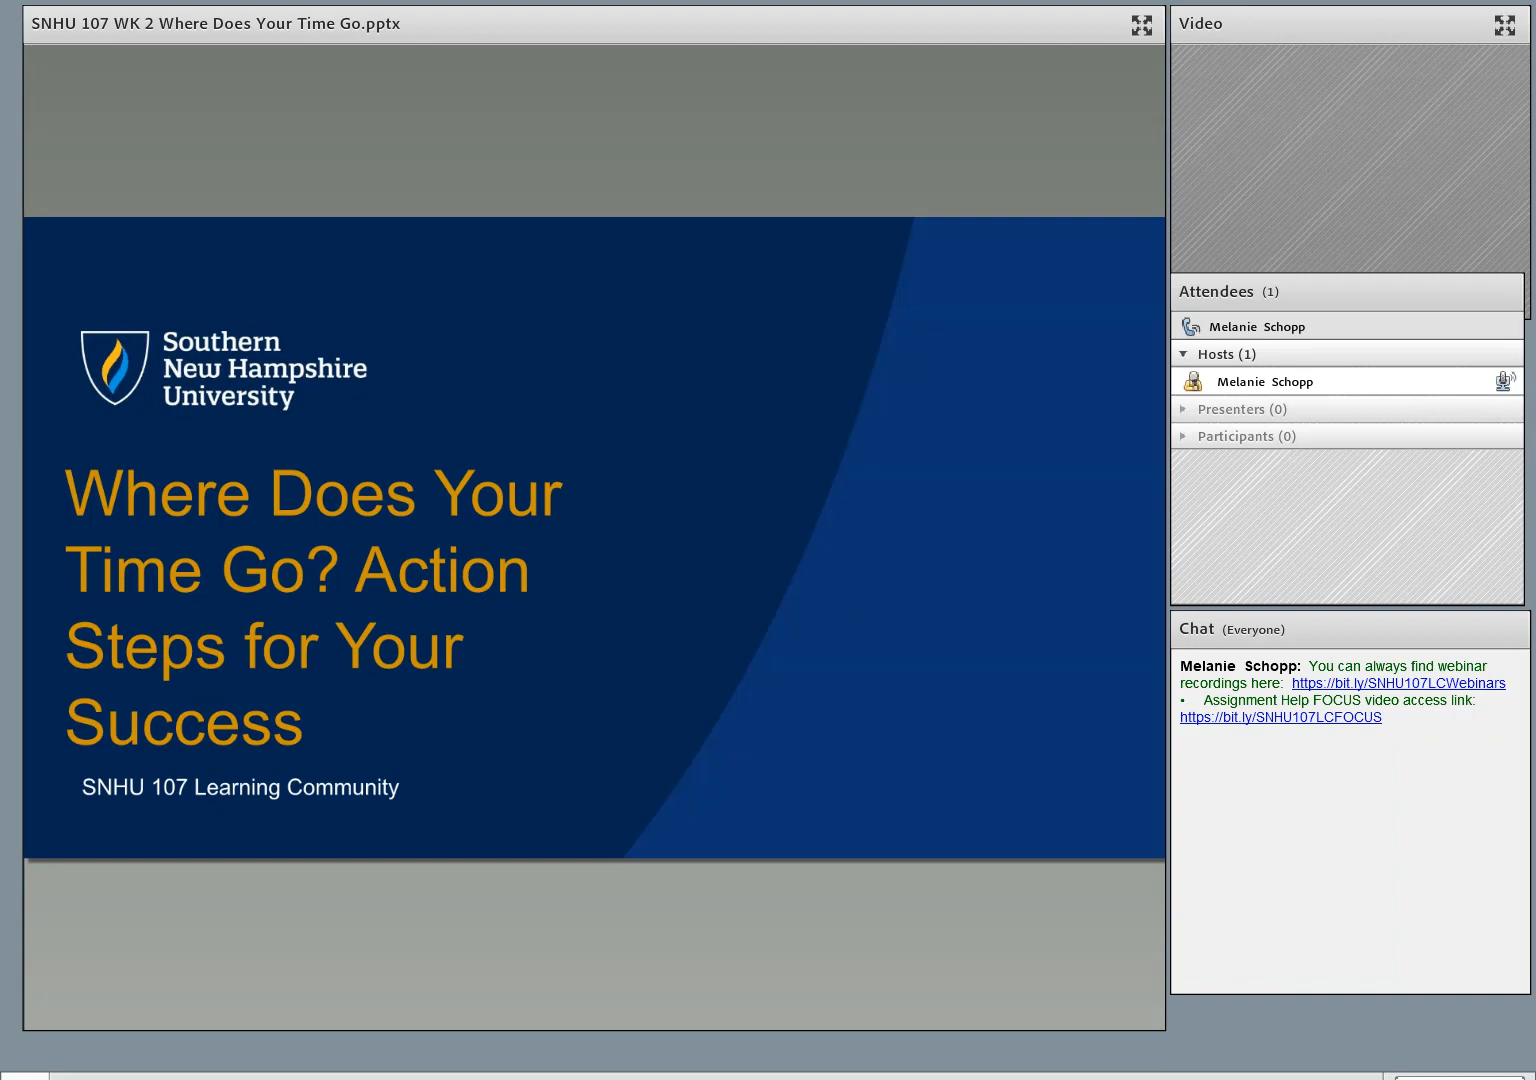 SNHU 107 WK 2 Where Does Your Time Go.pptx
Southern
New Hampshire
University
Where Does Your
Time Go? Action
Steps for Your
Success
SNHU 107 Learning Community
Video
Attendees (1)
Melanie Schopp
Hosts (1)
Melanie Schopp
Presenters (0)
Participants (0)
Chat (Everyone)
Melanie Schopp: You can always find webinar
recordings here: https://bit.ly/SNHU107LCWebinars
• Assignment Help FOCUS video access link:
https://bit.ly/SNHU107LCFOCUS